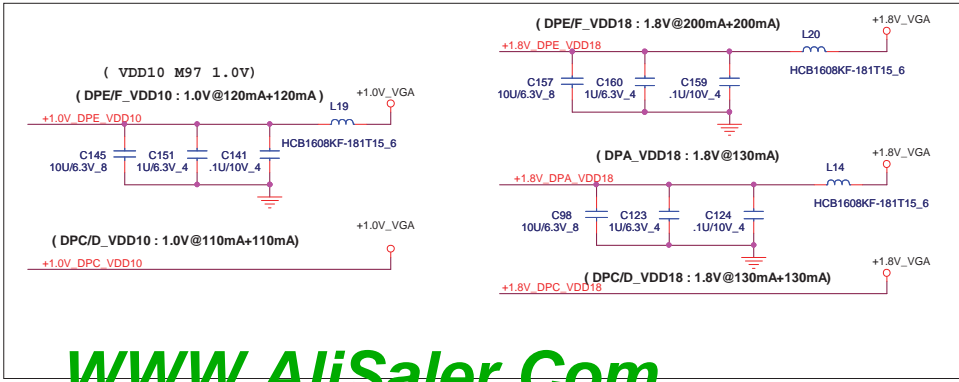 ( VDD10 M97 1.0V)
( DPE/F_VDD10 : 1.0V@120mA+120mA )
+1.0V_VGA
L19
+1.0V_DPE_VDD10
HCB1608KF-181T15_6
C145
10U/6.3V_8
C151
1U/6.3V_4
C141
.1U/10V_4
( DPC/D_VDD10 : 1.0V@110mA+110mA)
+1.0V_VGA
+1.0V_DPC_VDD10
( DPE/F_VDD18 : 1.8V@200mA+200mA)
+1.8V_VGA
L20
+1.8V_DPE_VDD18
HCB1608KF-181T15_6
C157
10U/6.3V_8
C160
1U/6.3V_4
C159
.1U/10V_4
( DPA_VDD18 : 1.8V@130mA)
+1.8V_VGA
L14
+1.8V_DPA_VDD18
HCB1608KF-181T15_6
C98
10U/6.3V_8
C123
1U/6.3V_4
C124
.1U/10V_4
( DPC/D_VDD18 : 1.8V@130mA+130mA)
+1.8V_VGA
+1.8V_DPC_VDD18
WWW.AliSaler.Com